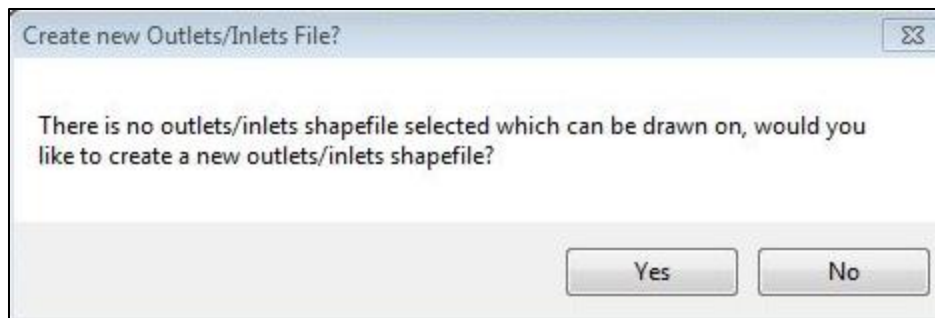 Create new Outlets/Inlets File?
There is no outlets/inlets shapefile selected which can be drawn on, would you
like to create a new outlets/inlets shapefile?
Yes
No